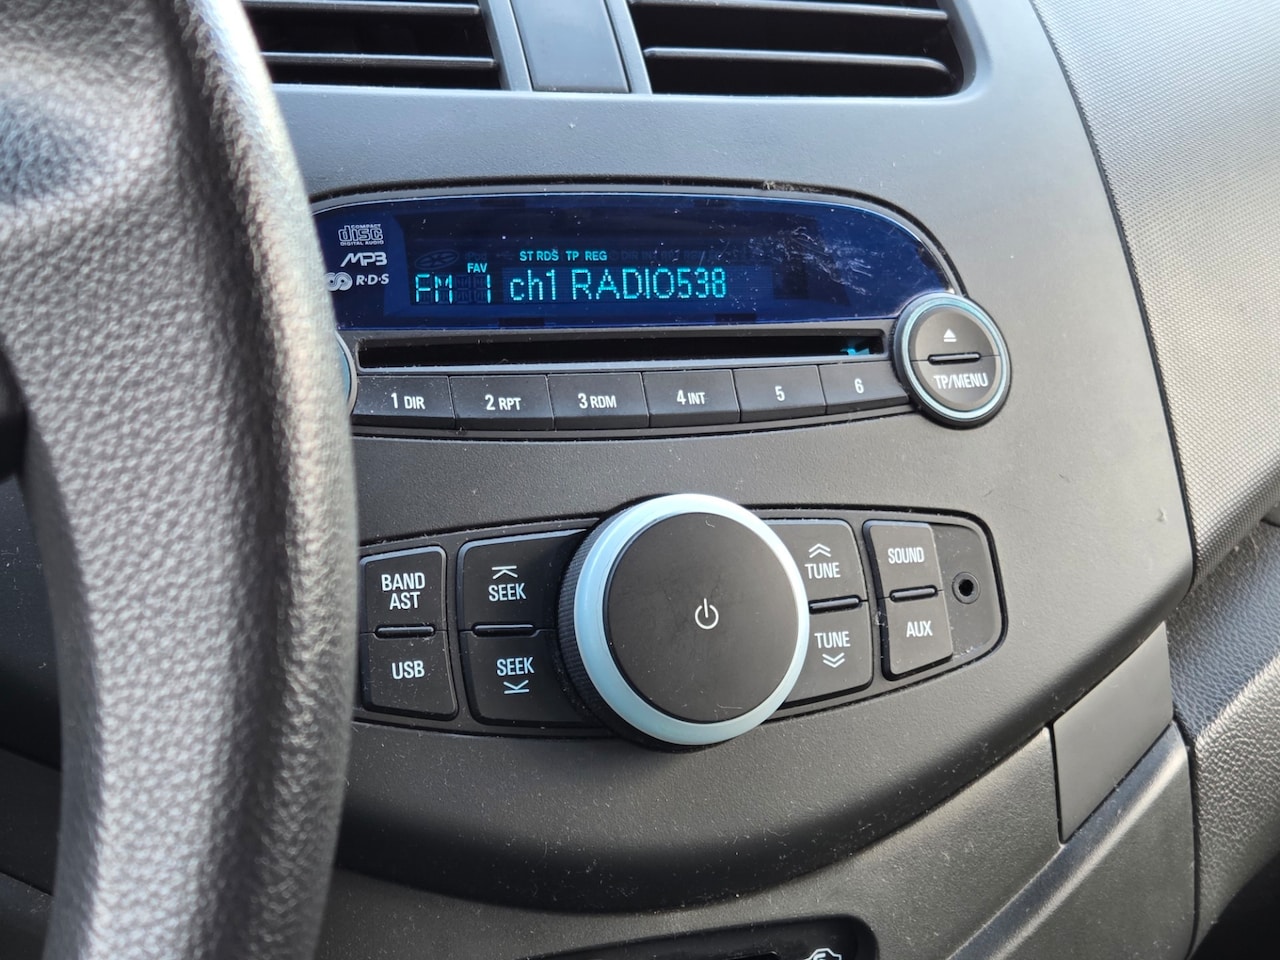 COMPACT
disc
DIGITAL AUDIO
MP3
R·D·S
ST RDS TP REG
FAV
FM 1 ch1 RADIO538
TP/MENU
1 DIR
2 RPT
3 RDM
4 INT
5
6
BAND
AST
SEEK
TUNE
SOUND
USB
SEEK
TUNE
AUX